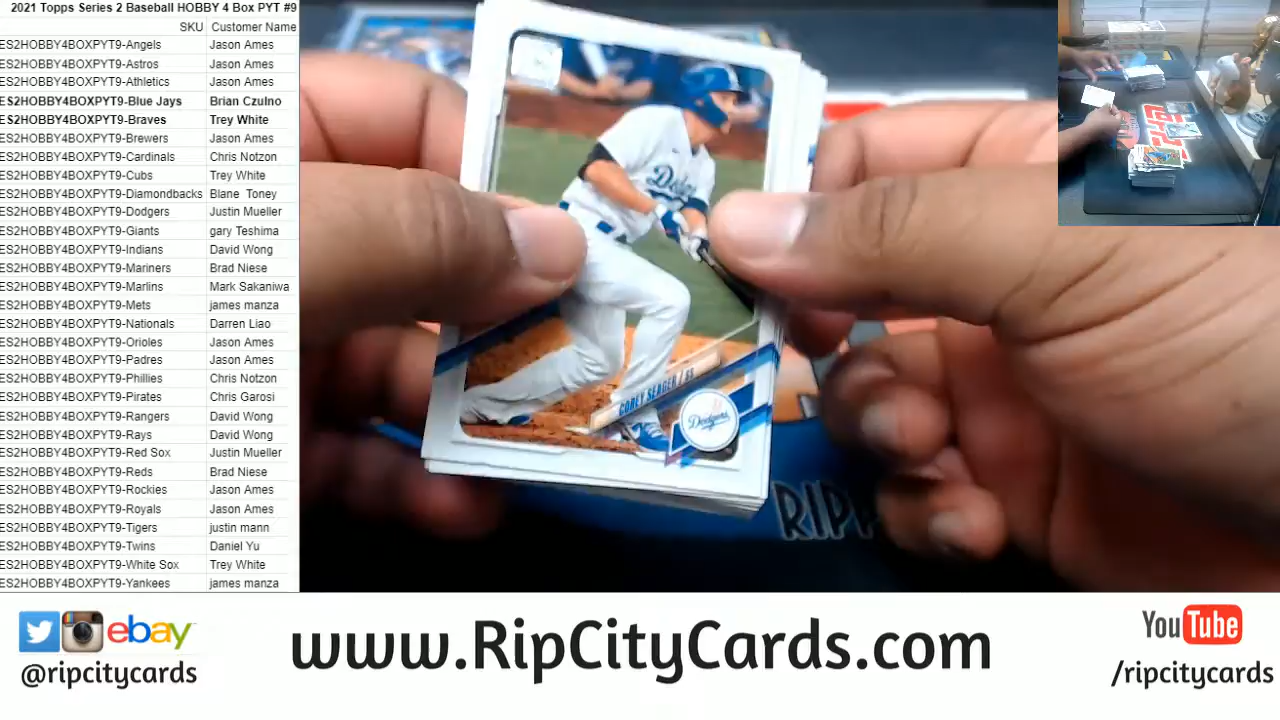 2021 Topps Series 2 Baseball HOBBY 4 Box PYT #9
SKU Customer Name
ES2HOBBY4BOXPYT9-Angels Jason Ames
ES2HOBBY4BOXPYT9-Astros Jason Ames
ES2HOBBY4BOXPYT9-Athletics Jason Ames
ES2HOBBY4BOXPYT9-Blue Jays Brian Czulno
ES2HOBBY4BOXPYT9-Braves Trey White
ES2HOBBY4BOXPYT9-Brewers Jason Ames
ES2HOBBY4BOXPYT9-Cardinals Chris Notzon
ES2HOBBY4BOXPYT9-Cubs Trey White
ES2HOBBY4BOXPYT9-Diamondbacks Blane Toney
ES2HOBBY4BOXPYT9-Dodgers Justin Mueller
ES2HOBBY4BOXPYT9-Giants gary Teshima
ES2HOBBY4BOXPYT9-Indians David Wong
ES2HOBBY4BOXPYT9-Mariners Brad Niese
ES2HOBBY4BOXPYT9-Marlins Mark Sakaniwa
ES2HOBBY4BOXPYT9-Mets james manza
ES2HOBBY4BOXPYT9-Nationals Darren Liao
ES2HOBBY4BOXPYT9-Orioles Jason Ames
ES2HOBBY4BOXPYT9-Padres Jason Ames
ES2HOBBY4BOXPYT9-Phillies Chris Notzon
ES2HOBBY4BOXPYT9-Pirates Chris Garosi
ES2HOBBY4BOXPYT9-Rangers David Wong
ES2HOBBY4BOXPYT9-Rays David Wong
ES2HOBBY4BOXPYT9-Red Sox Justin Mueller
ES2HOBBY4BOXPYT9-Reds Brad Niese
ES2HOBBY4BOXPYT9-Rockies Jason Ames
ES2HOBBY4BOXPYT9-Royals Jason Ames
ES2HOBBY4BOXPYT9-Tigers justin mann
ES2HOBBY4BOXPYT9-Twins Daniel Yu
ES2HOBBY4BOXPYT9-White Sox Trey White
ES2HOBBY4BOXPYT9-Yankees james manza
COREY SEAGER / SS
Dodgers
RIPP
ebay
@ripcitycards
www.RipCityCards.com
YouTube
/ripcitycards